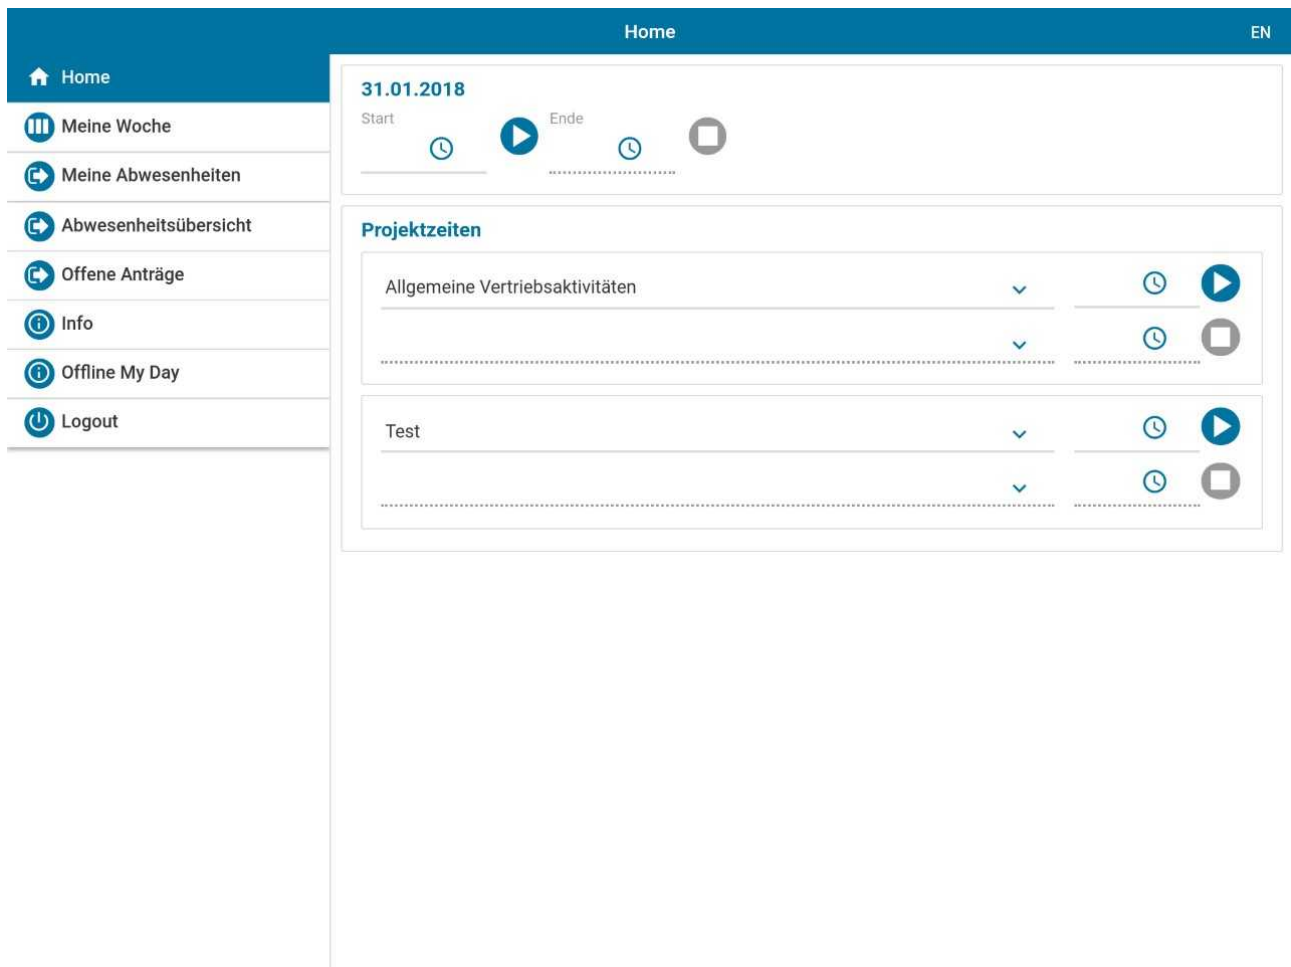 Home
EN
Home
Meine Woche
Meine Abwesenheiten
Abwesenheitsübersicht
Offene Anträge
Info
Offline My Day
Logout
31.01.2018
Start
Ende
Projektzeiten
Allgemeine Vertriebsaktivitäten
Test